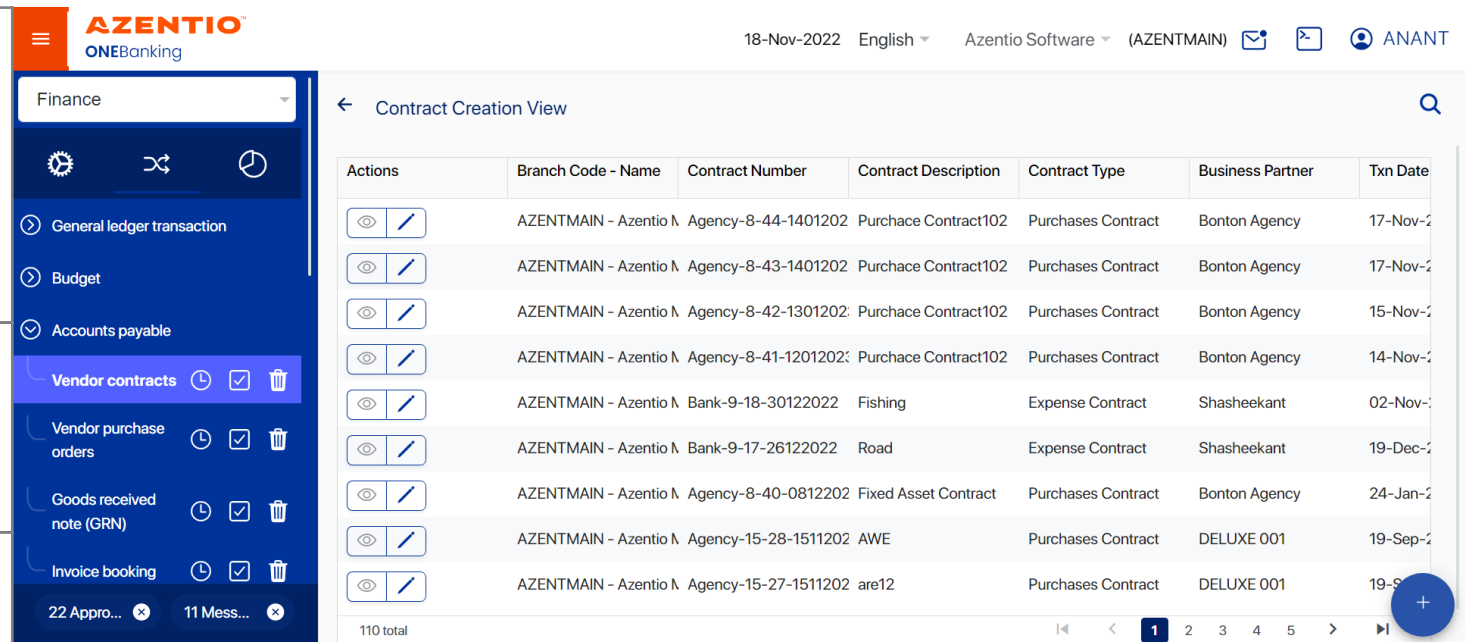 AZENTIO™
ONEBanking
18-Nov-2022 English Azentio Software (AZENTMAIN) ANANT
Finance
General ledger transaction
Budget
Accounts payable
Vendor contracts
Vendor purchase
orders
Goods received
note (GRN)
Invoice booking
22 Appro... 11 Mess...
Contract Creation View
Actions Branch Code - Name Contract Number Contract Description Contract Type Business Partner Txn Date
AZENTMAIN - Azentio Agency-8-44-1401202 Purchace Contract102 Purchases Contract Bonton Agency 17-Nov-2
AZENTMAIN - Azentio Agency-8-43-1401202 Purchace Contract102 Purchases Contract Bonton Agency 17-Nov-2
AZENTMAIN - Azentio Agency-8-42-1301202 Purchace Contract102 Purchases Contract Bonton Agency 15-Nov-2
AZENTMAIN - Azentio Agency-8-41-12012023 Purchace Contract102 Purchases Contract Bonton Agency 14-Nov-2
AZENTMAIN - Azentio Bank-9-18-30122022 Fishing Expense Contract Shasheekant 02-Nov-
AZENTMAIN - Azentio Bank-9-17-26122022 Road Expense Contract Shasheekant 19-Dec-2
AZENTMAIN - Azentio Agency-8-40-0812202 Fixed Asset Contract Purchases Contract Bonton Agency 24-Jan-2
AZENTMAIN - Azentio Agency-15-28-1511202 AWE Purchases Contract DELUXE 001 19-Sep-2
AZENTMAIN - Azentio Agency-15-27-1511202 are12 Purchases Contract DELUXE 001 19-S
110 total 1 2 3 4 5